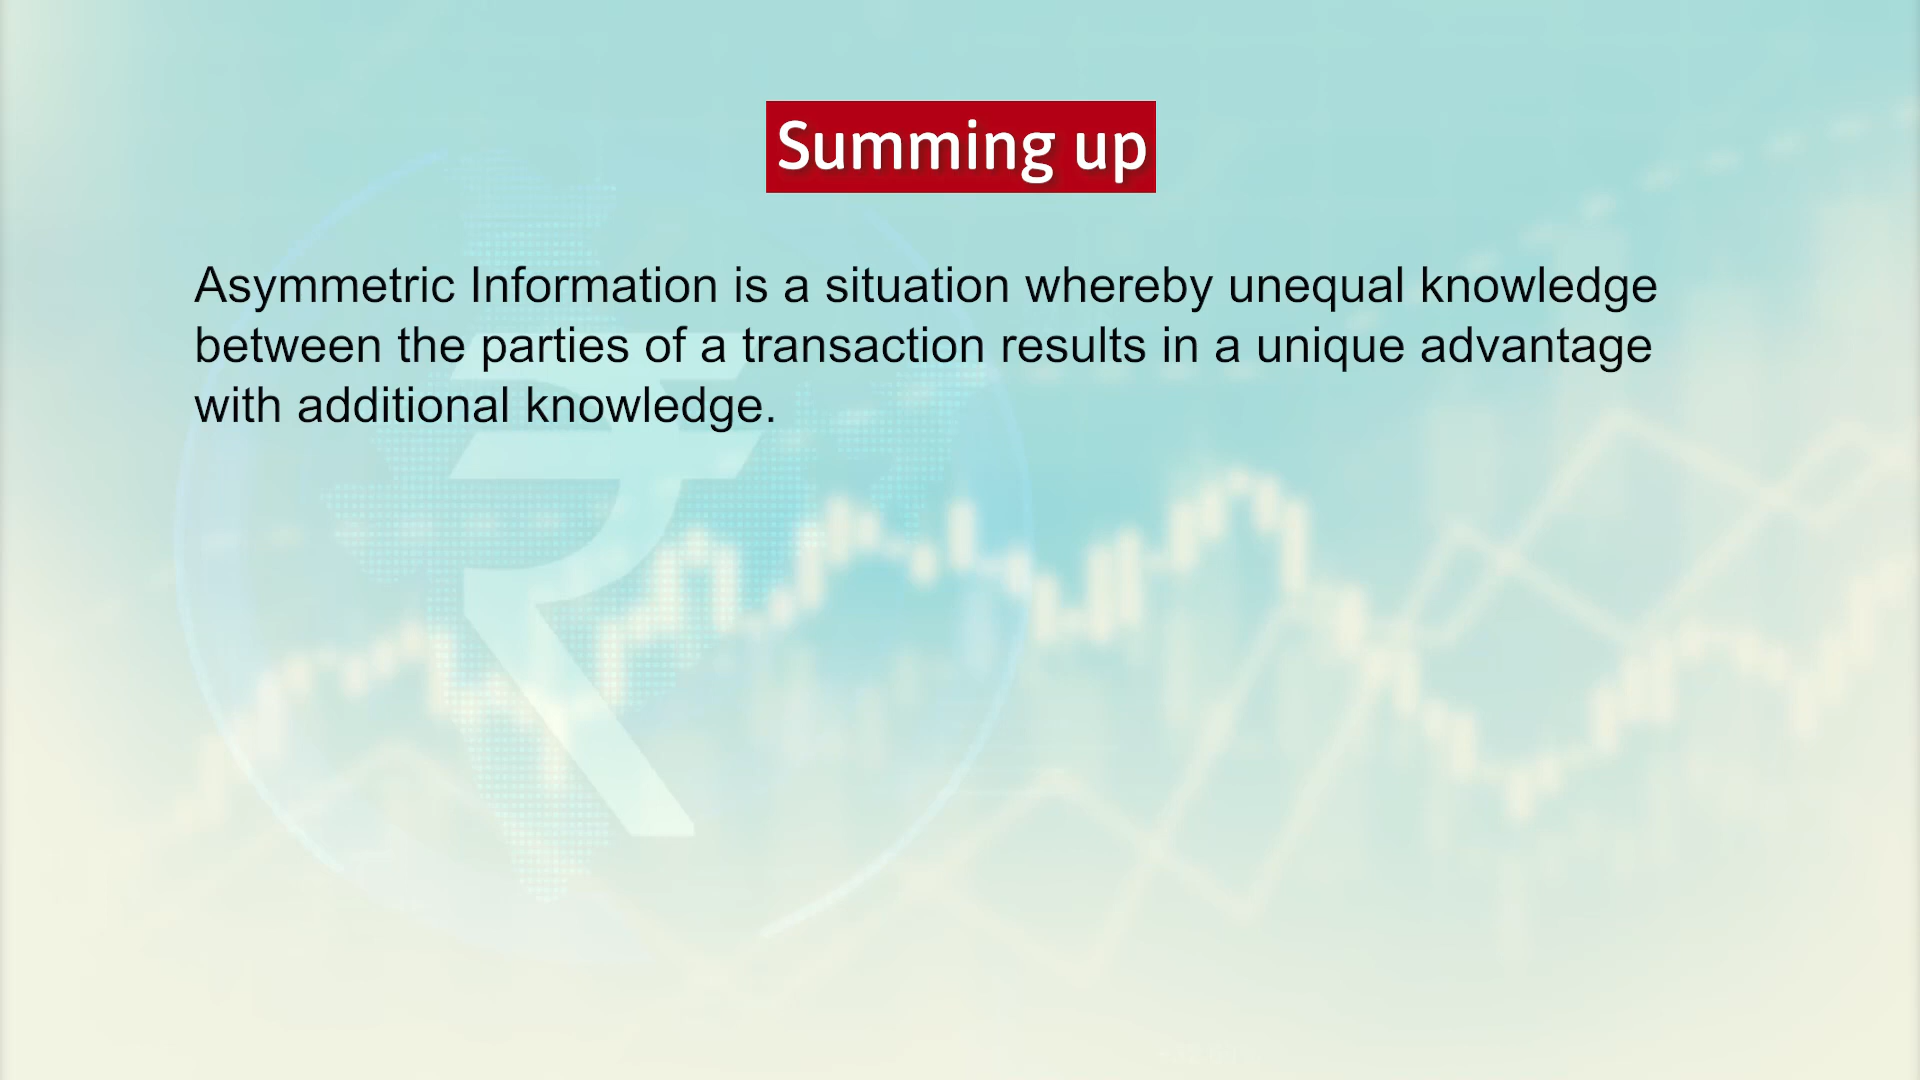 Summing up
Asymmetric Information is a situation whereby unequal knowledge
between the parties of a transaction results in a unique advantage
with additional knowledge.